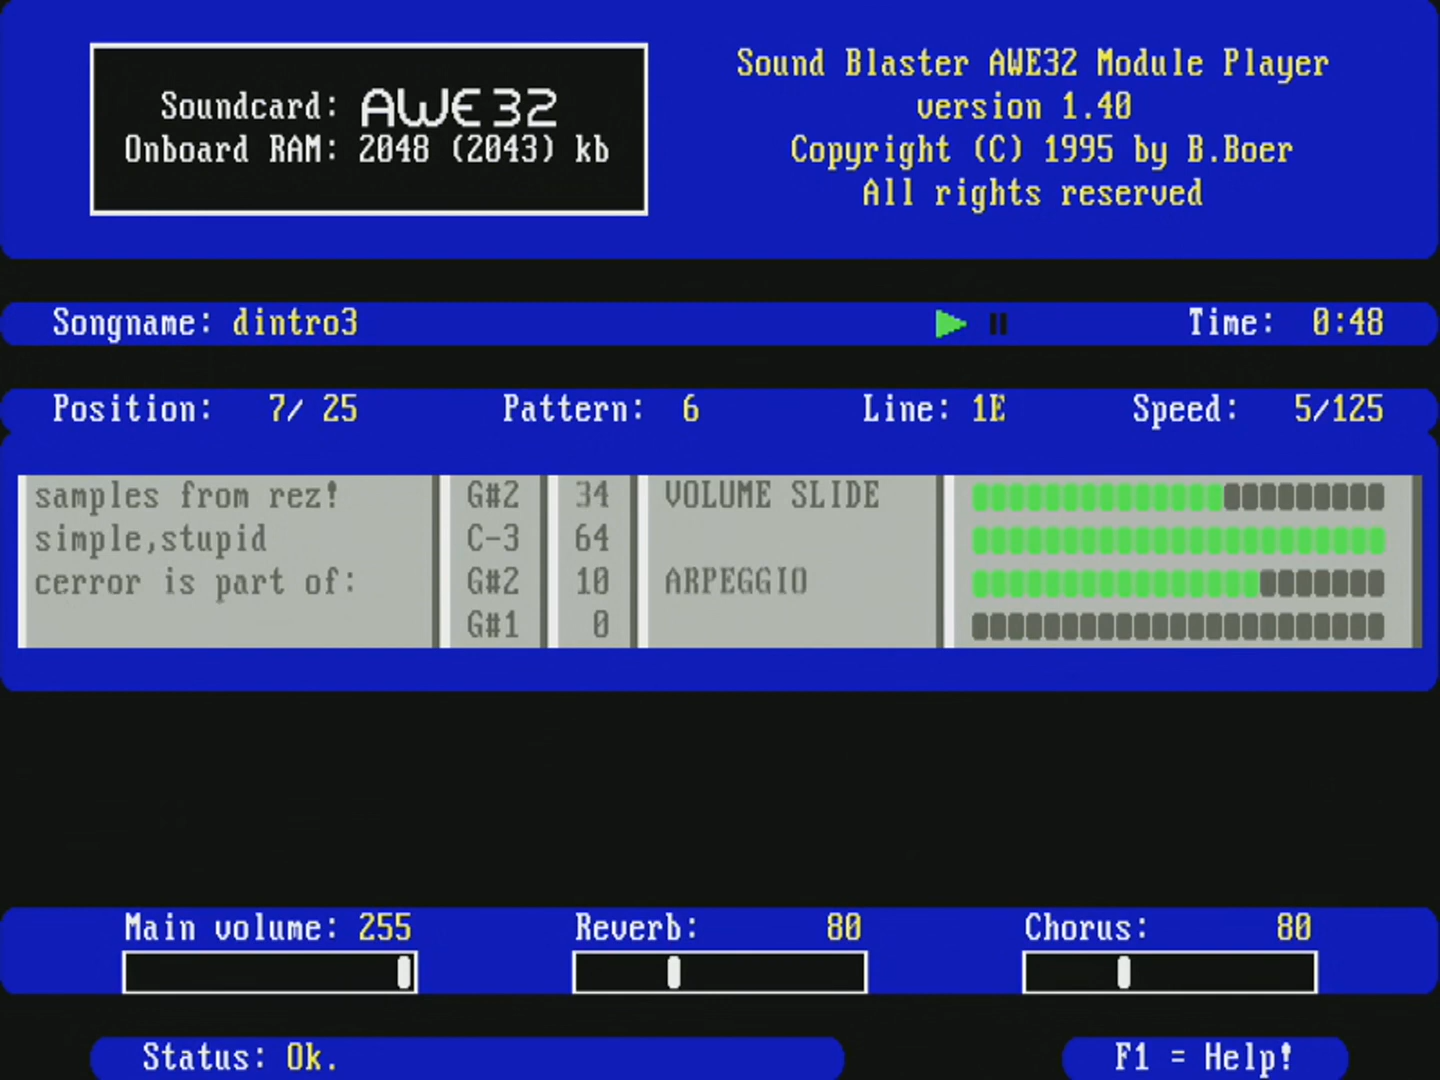 Soundcard: AWE32
Onboard RAM: 2048 (2043) kb
Sound Blaster AWE32 Module Player
version 1.40
Copyright (C) 1995 by B.Boer
All rights reserved
Songname: dintro3 Time: 0:48
Position: 7/ 25 Pattern: 6 Line: 1E Speed: 5/125
samples from rez! G#2 34 VOLUME SLIDE
simple,stupid C-3 64
cerror is part of: G#2 10 ARPEGGIO
G#1 0
Main volume: 255 Reverb: 80 Chorus: 80
Status: Ok. F1 = Help!